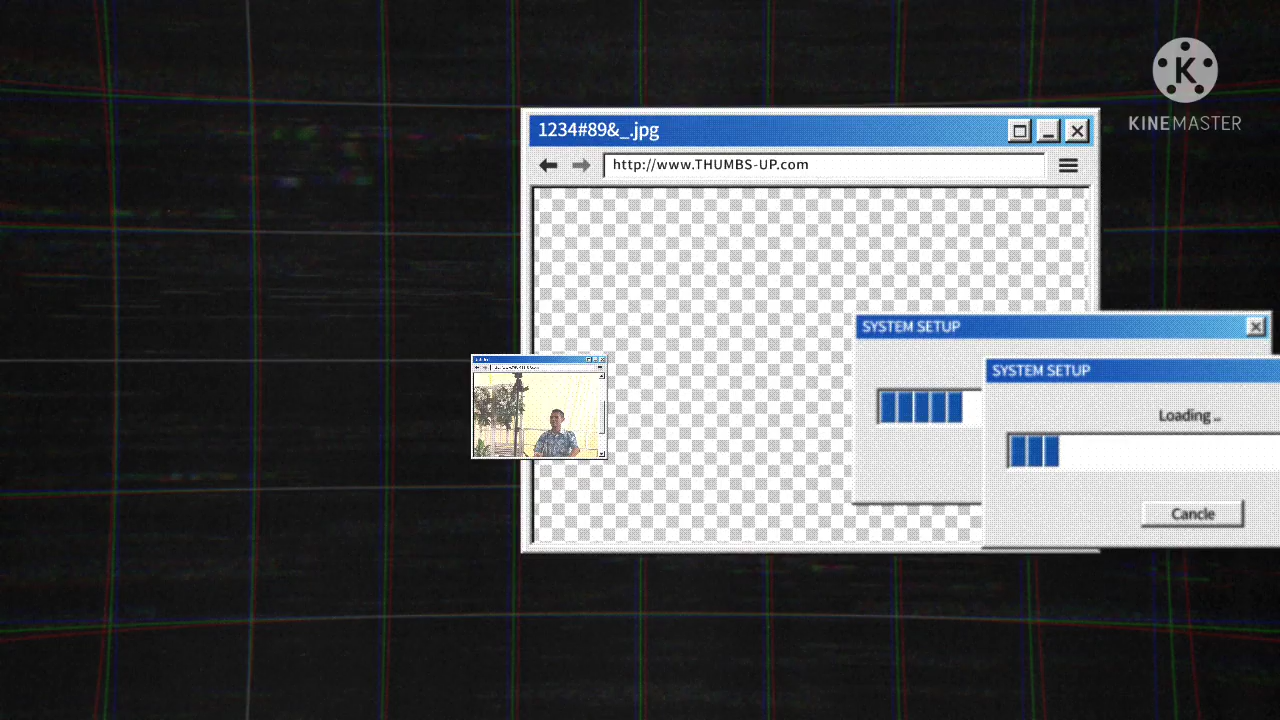 KINEMASTER
1234#89&_.jpg
http://www.THUMBS-UP.com
SYSTEM SETUP
SYSTEM SETUP
Loading ..
Cancle